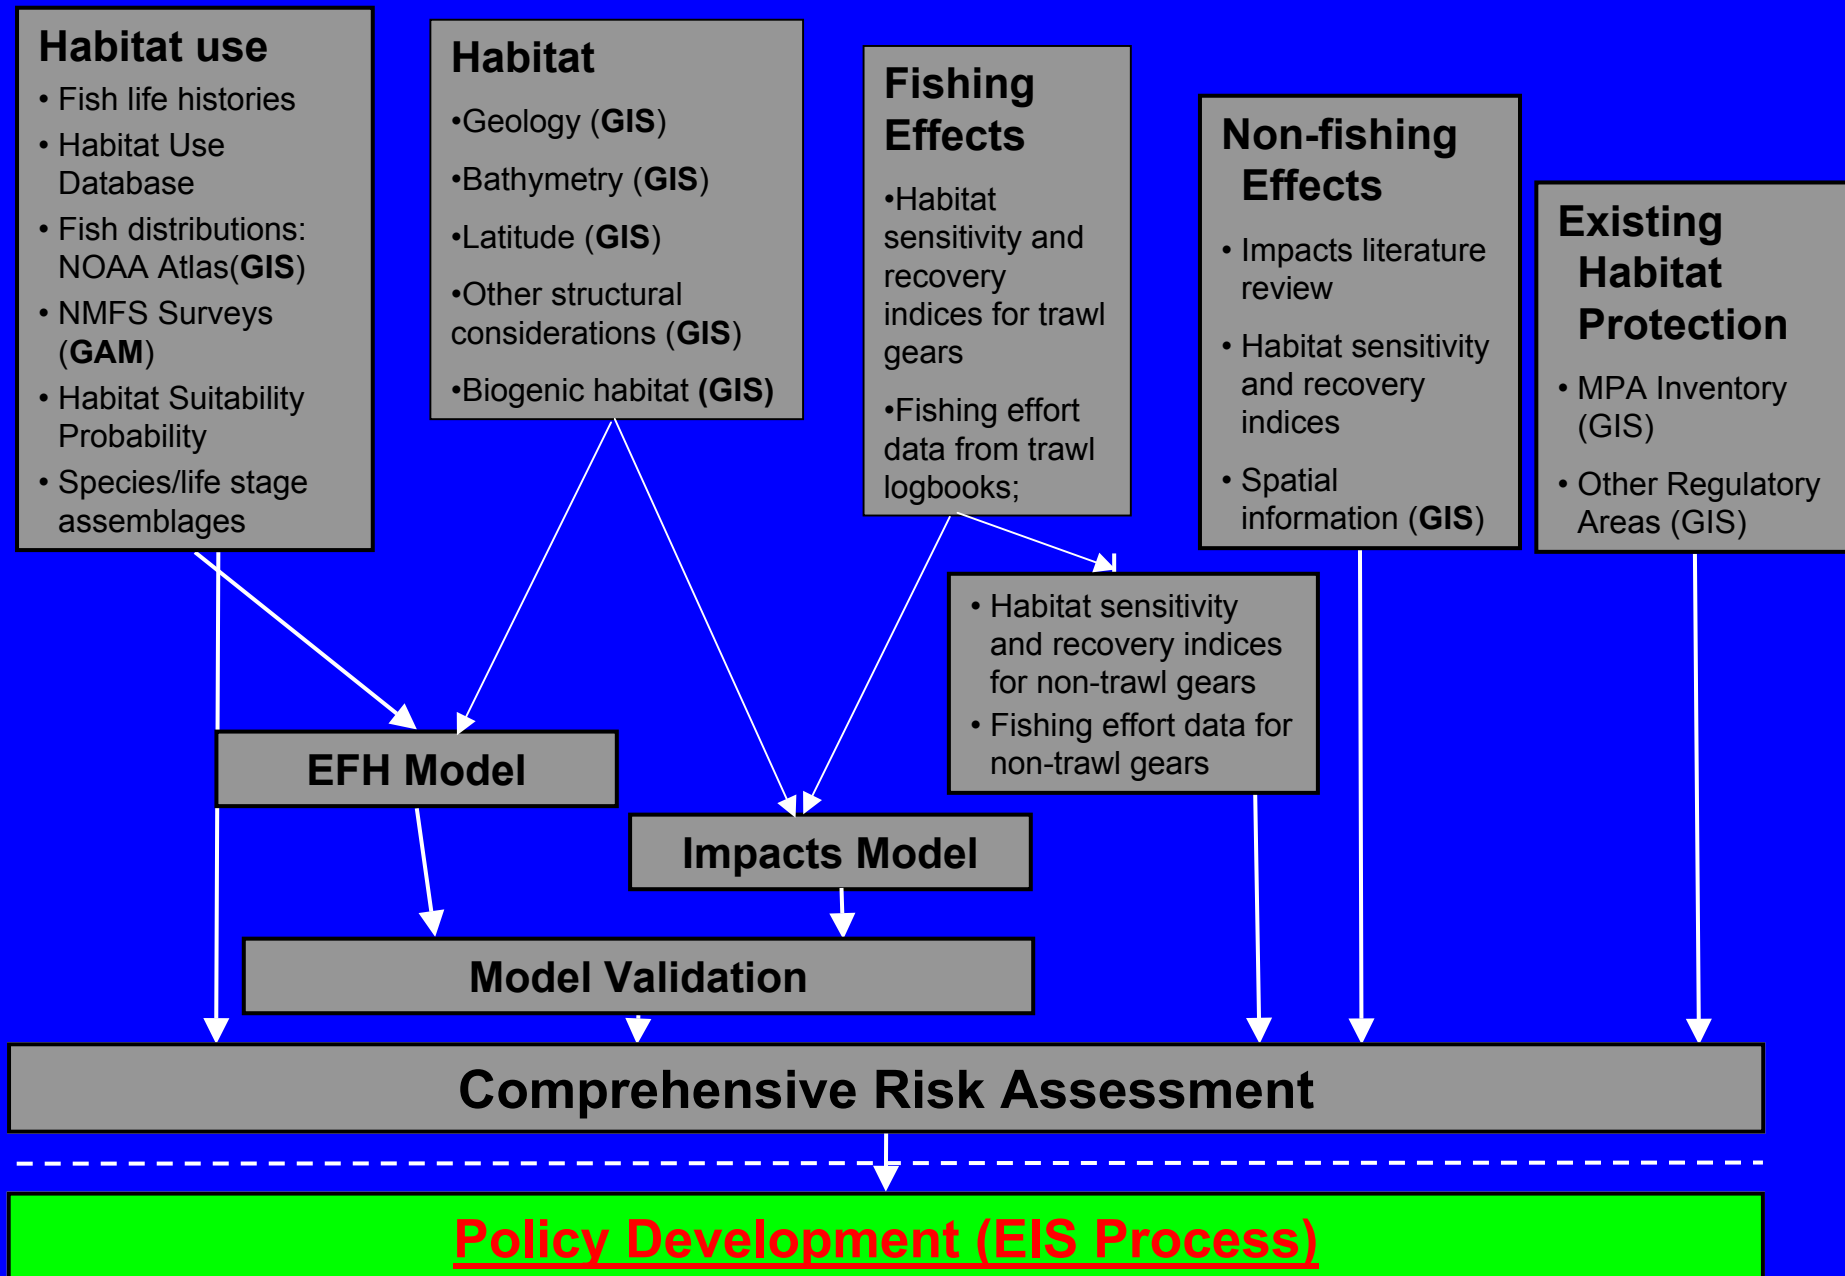 Habitat use
• Fish life histories
• Habitat Use
Database
• Fish distributions:
NOAA Atlas(GIS)
• NMFS Surveys
(GAM)
• Habitat Suitability
Probability
• Species/life stage
assemblages
Habitat
•Geology (GIS)
•Bathymetry (GIS)
•Latitude (GIS)
•Other structural
considerations (GIS)
•Biogenic habitat (GIS)
Fishing
Effects
•Habitat
sensitivity and
recovery
indices for trawl
gears
•Fishing effort
data from trawl
logbooks;
Non-fishing
Effects
• Impacts literature
review
• Habitat sensitivity
and recovery
indices
• Spatial
information (GIS)
Existing
Habitat
Protection
• MPA Inventory
(GIS)
• Other Regulatory
Areas (GIS)
• Habitat sensitivity
and recovery indices
for non-trawl gears
• Fishing effort data for
non-trawl gears
EFH Model
Impacts Model
Model Validation
Comprehensive Risk Assessment
Policy Development (EIS Process)